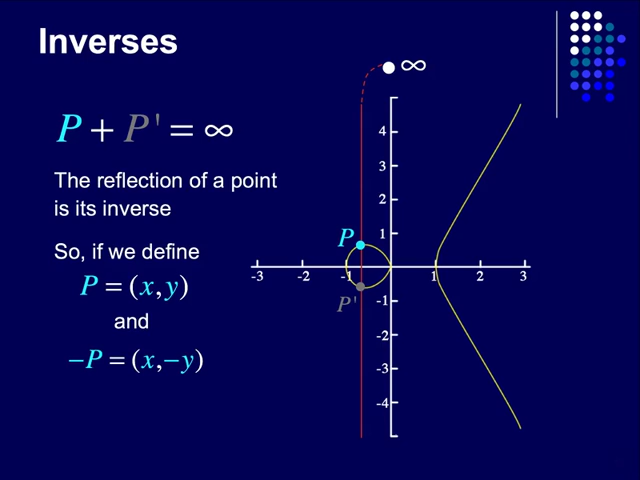 Inverses
∞
P + P' = ∞
The reflection of a point
is its inverse
So, if we define
P = (x, y)
and
−P = (x, −y)
4
3
2
1
P
-3 -2 -1 1 2 3
P'
-1
-2
-3
-4